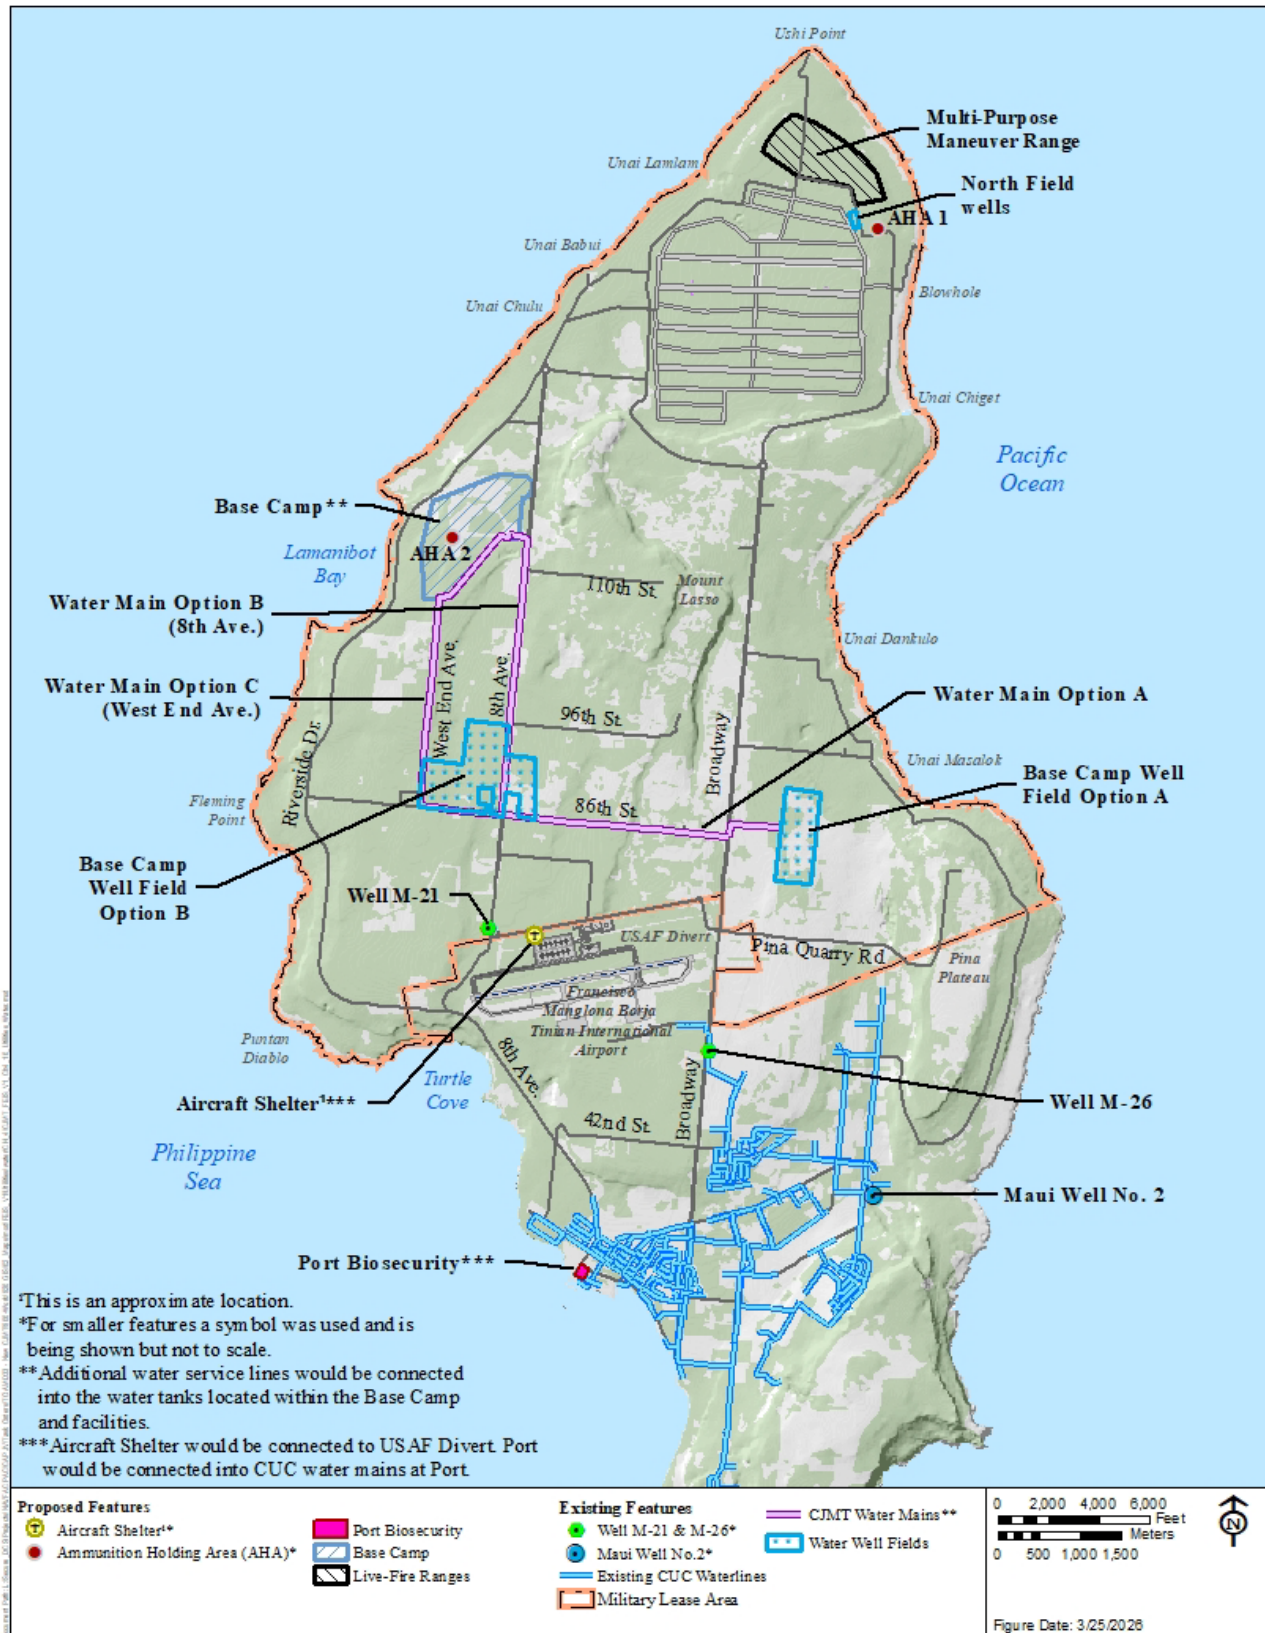 Ushi Point
Multi-Purpose
Maneuver Range
Unai Lamlam
North Field
wells
AHA 1
Unai Babui
Blowhole
Unai Chulu
Unai Chiget
Pacific
Ocean
Base Camp**
Lamanibot
Bay
AHA 2
110th St.
Mount
Lasso
Water Main Option B
(8th Ave.)
Unai Dankulo
West End Ave.
8th Ave.
Water Main Option C
(West End Ave.)
Water Main Option A
96th St.
Broadway
Riverside Dr.
Unai Masalok
Base Camp Well
Field Option A
Fleming
Point
86th St.
Base Camp
Well Field
Option B
Well M-21
USAF Divert
Pina Quarry Rd
Pina
Plateau
Francisco
Manglona Borja
Tinian International
Airport
Puntan
Diablo
8th Ave.
Turtle
Cove
Aircraft Shelter¹***
Broadway
Well M-26
42nd St.
Philippine
Sea
Maui Well No. 2
Port Biosecurity***
¹This is an approximate location.
*For smaller features a symbol was used and is
being shown but not to scale.
**Additional water service lines would be connected
into the water tanks located within the Base Camp
and facilities.
***Aircraft Shelter would be connected to USAF Divert. Port
would be connected into CUC water mains at Port.
Proposed Features
Aircraft Shelter¹*
Ammunition Holding Area (AHA)*
Port Biosecurity
Base Camp
Live-Fire Ranges
Existing Features
Well M-21 & M-26*
Maui Well No.2*
Existing CUC Waterlines
Military Lease Area
CJMT Water Mains**
Water Well Fields
0 2,000 4,000 6,000
Feet
Meters
0 500 1,000 1,500
N
Figure Date: 3/25/2026